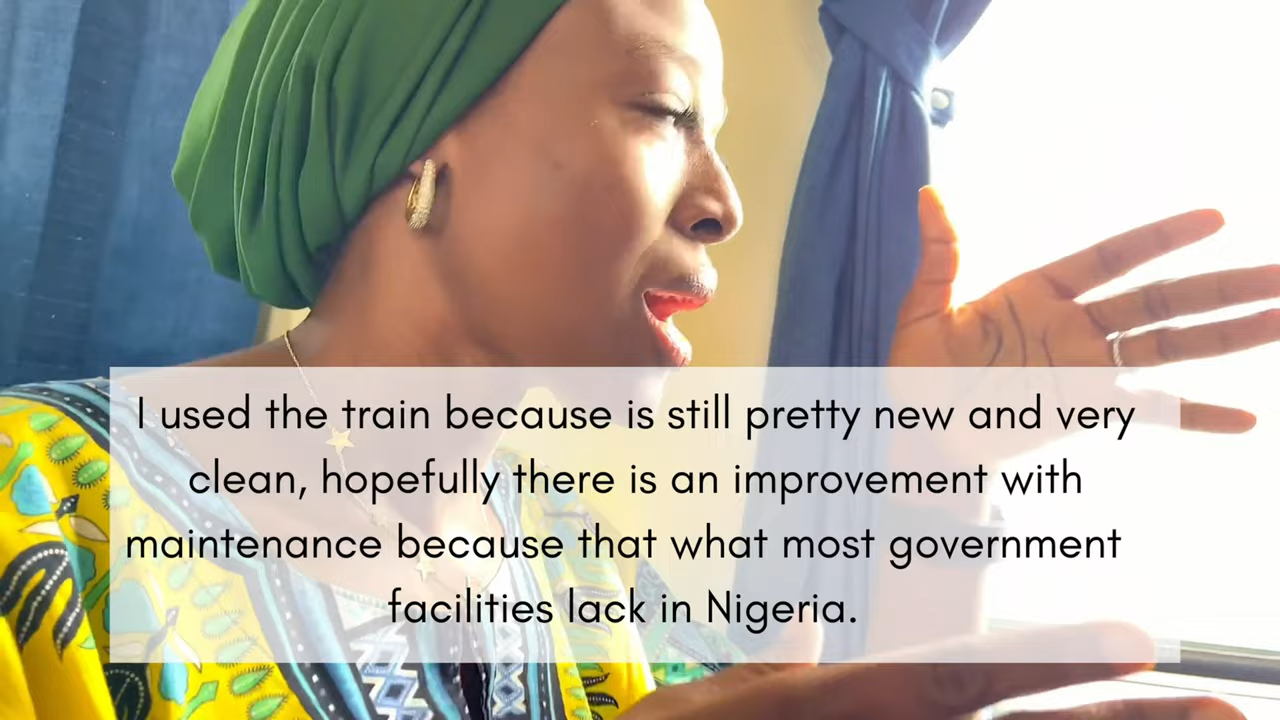 I used the train because is still pretty new and very
clean, hopefully there is an improvement with
maintenance because that what most government
facilities lack in Nigeria.